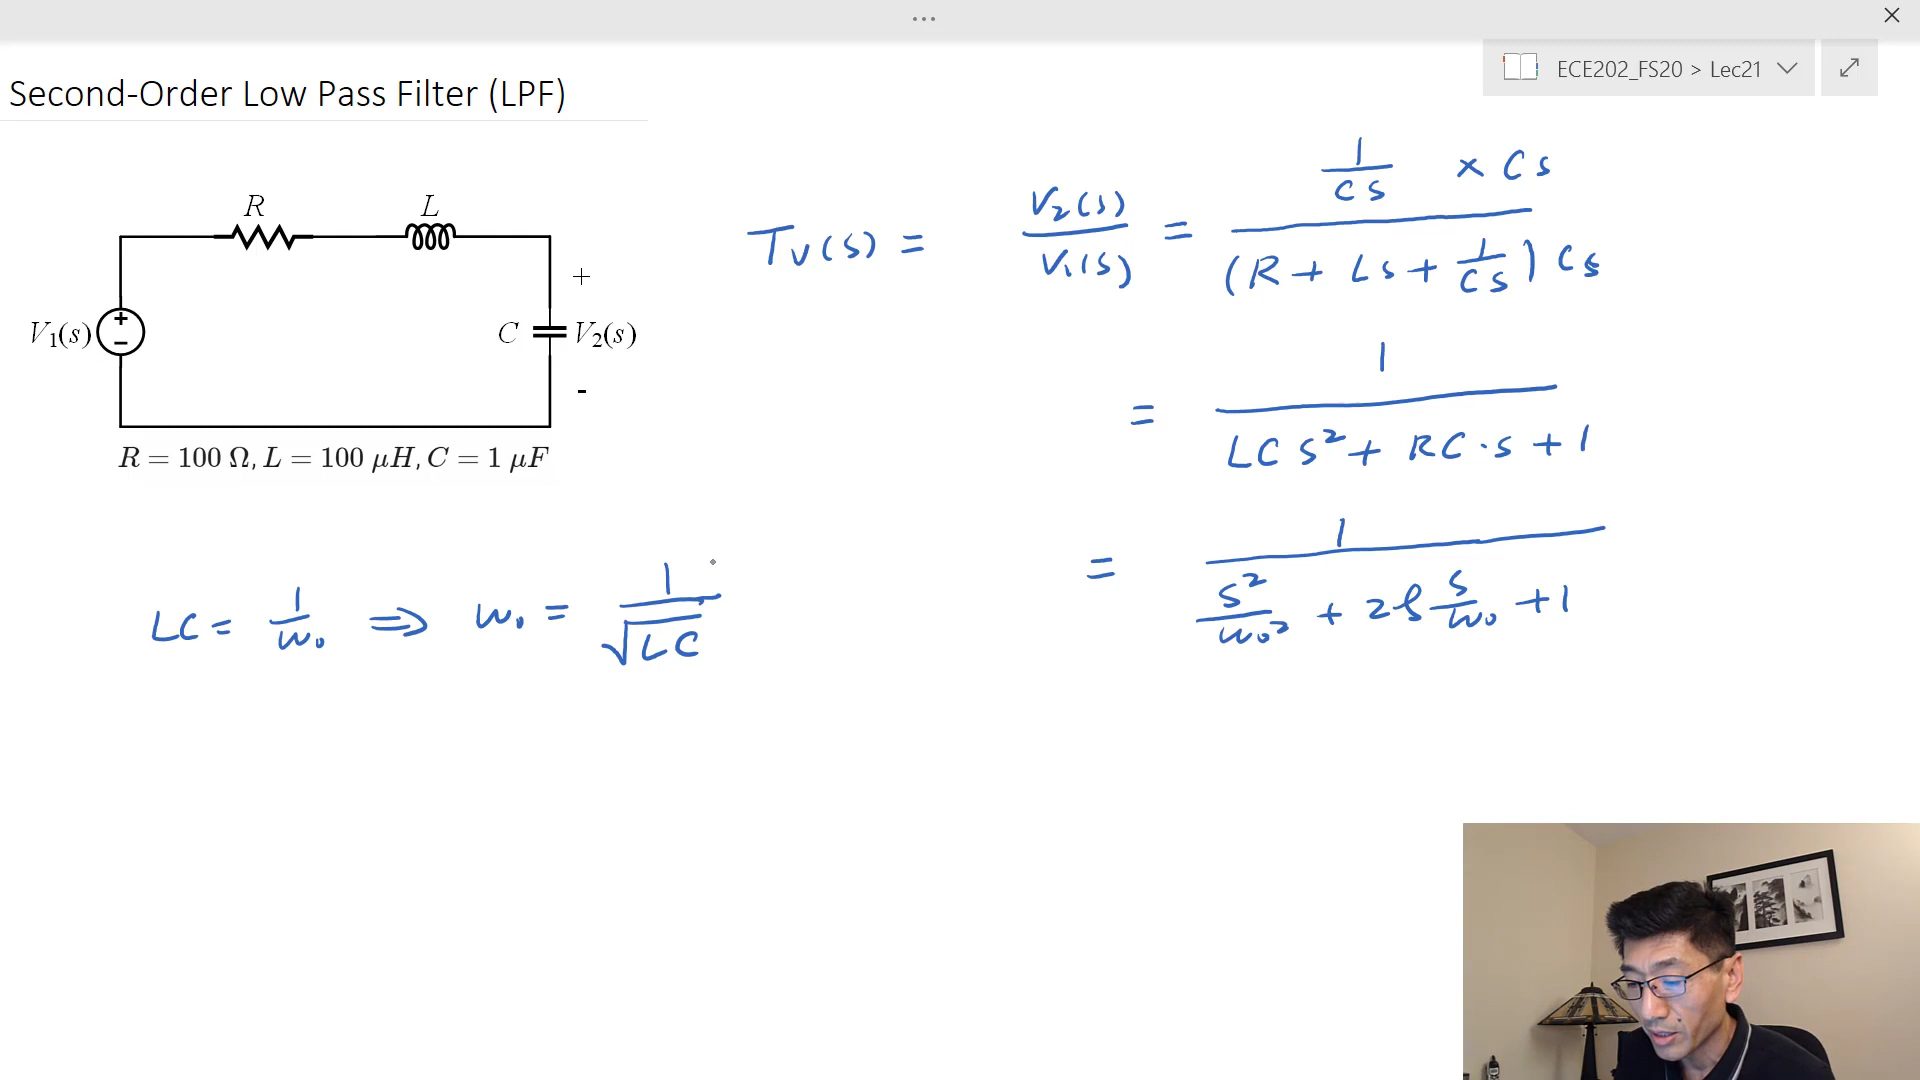 ECE202_FS20 > Lec21
Second-Order Low Pass Filter (LPF)
R
L
+
V₁(s)
+
−
C
V₂(s)
-
R = 100 Ω, L = 100 μH, C = 1 μF
Tv(s) = V₂(s) / V₁(s) = (1/Cs × Cs) / ((R + Ls + 1/Cs) Cs)
= 1 / (LC s² + RC·s + 1)
= 1 / (s²/ω₀² + 2ζ s/ω₀ + 1)
LC = 1/ω₀ ⇒ ω₀ = 1/√LC